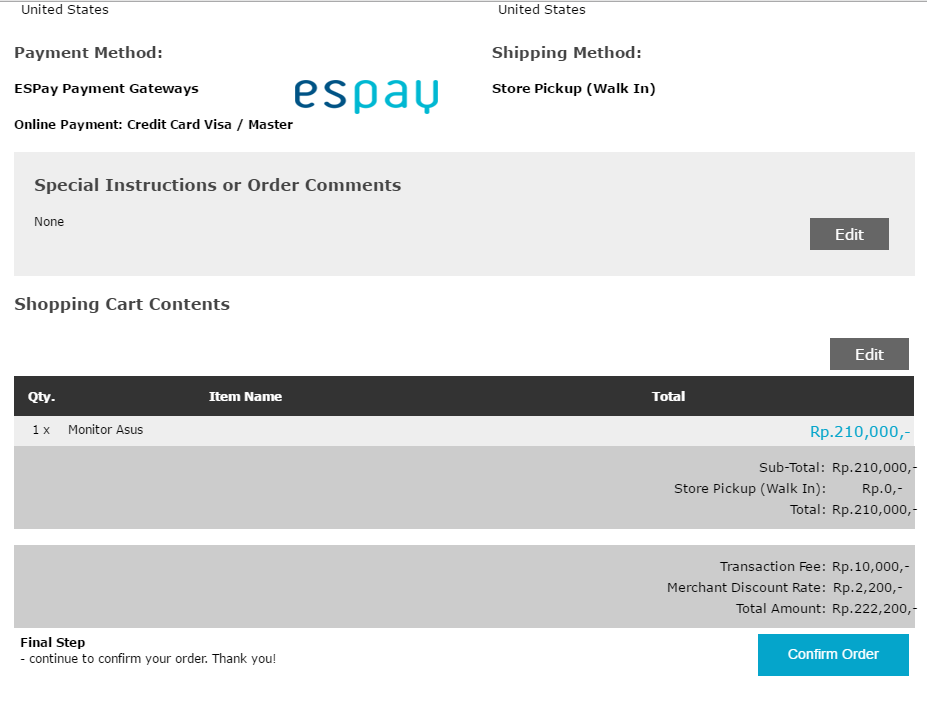 United States United States
Payment Method: Shipping Method:
ESPay Payment Gateways espay Store Pickup (Walk In)
Online Payment: Credit Card Visa / Master
Special Instructions or Order Comments
None
Edit
Shopping Cart Contents
Edit
Qty. Item Name Total
1 x Monitor Asus Rp.210,000,-
Sub-Total: Rp.210,000,-
Store Pickup (Walk In): Rp.0,-
Total: Rp.210,000,-
Transaction Fee: Rp.10,000,-
Merchant Discount Rate: Rp.2,200,-
Total Amount: Rp.222,200,-
Final Step
- continue to confirm your order. Thank you!
Confirm Order